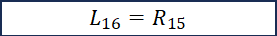 L₁₆ = R₁₅